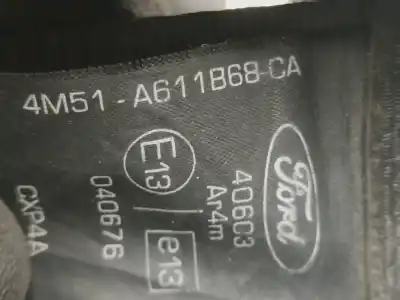 4M51-A611B68-CA
Ford
40603
Ar4m
E13
e13
040676
CXP4A